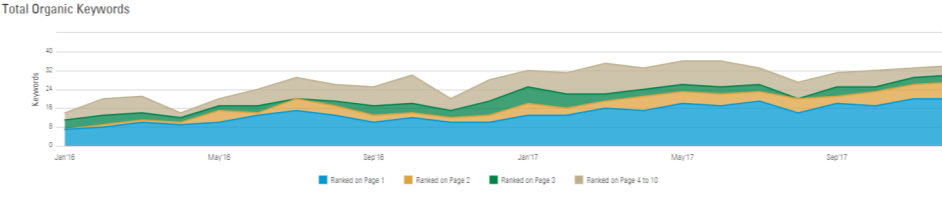 Total Organic Keywords
Keywords
40
32
24
16
8
0
Jan'16
May'16
Sep'16
Jan'17
May'17
Sep'17
Ranked on Page 1
Ranked on Page 2
Ranked on Page 3
Ranked on Page 4 to 10